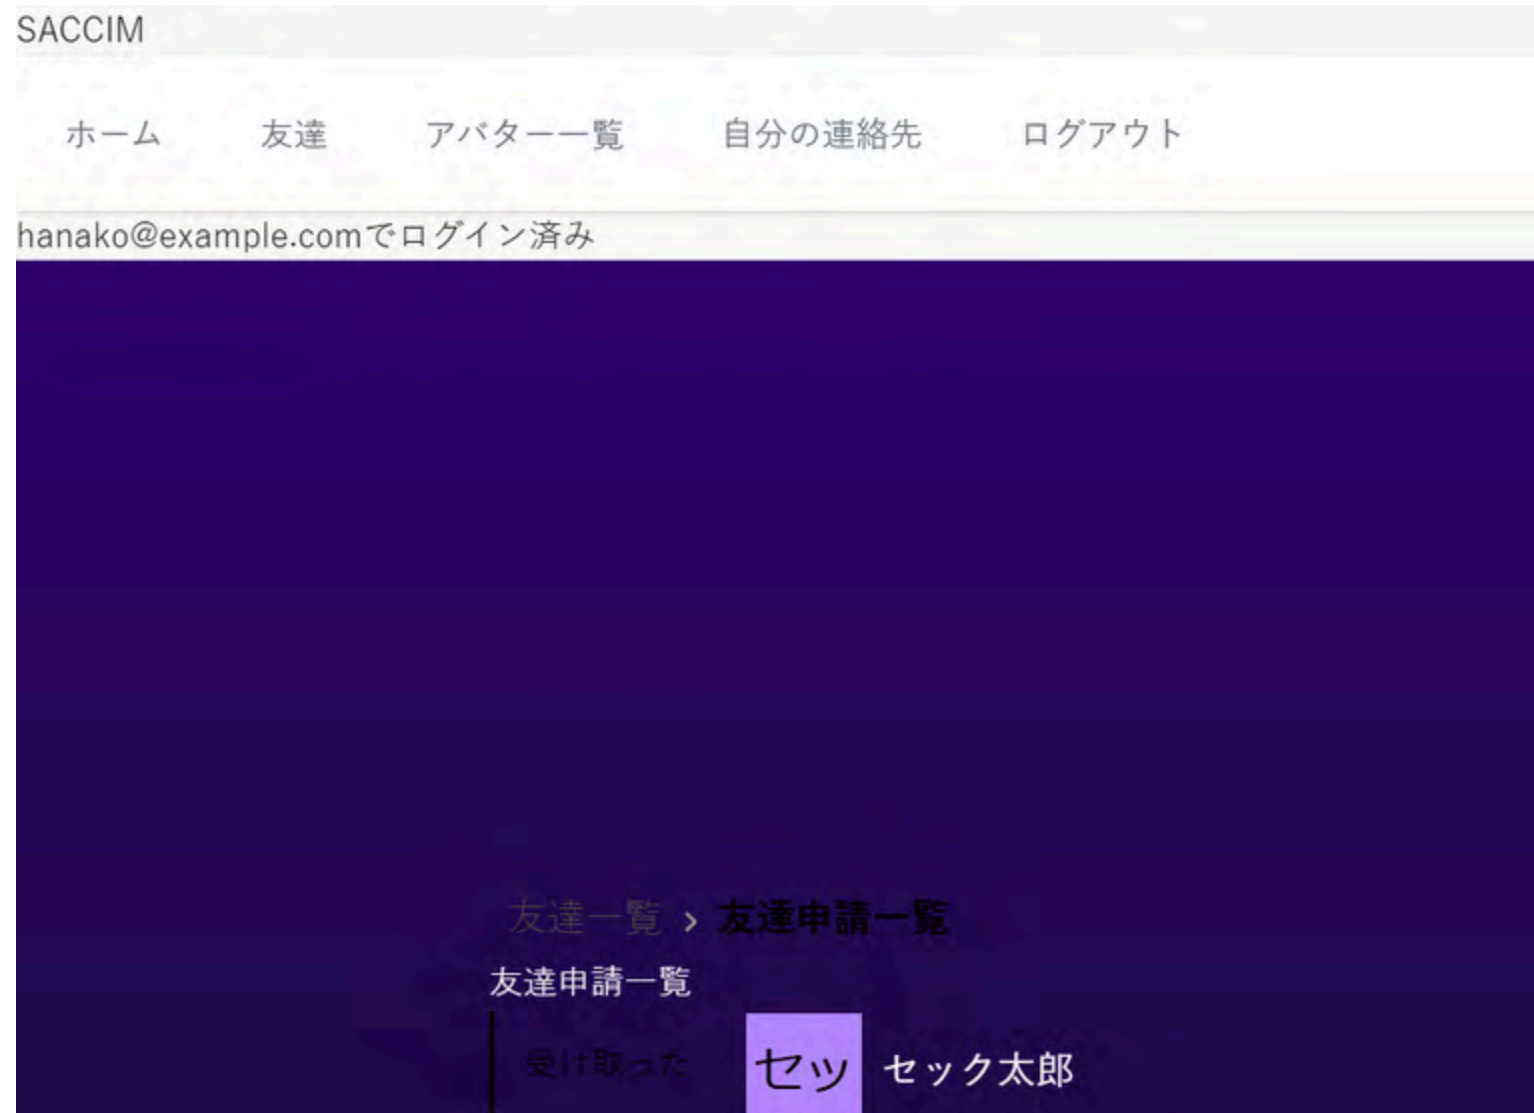 SACCIM
ホーム 友達 アバター一覧 自分の連絡先 ログアウト
hanako@example.comでログイン済み
友達一覧 › 友達申請一覧
友達申請一覧
受け取った セッ セック太郎